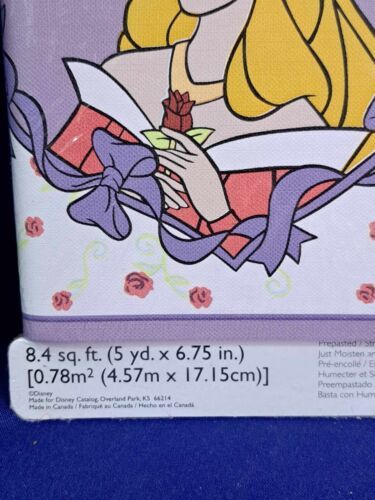 8.4 sq. ft. (5 yd. x 6.75 in.)
[0.78m² (4.57m x 17.15cm)]
©Disney
Made for Disney Catalog, Overland Park, KS 66214
Made in Canada / Fabriqué au Canada / Hecho en el Canadá
Prepasted /
Just Moisten an
Pré-encollé / E
Humecter et S
Preempastado
Basta con Hum